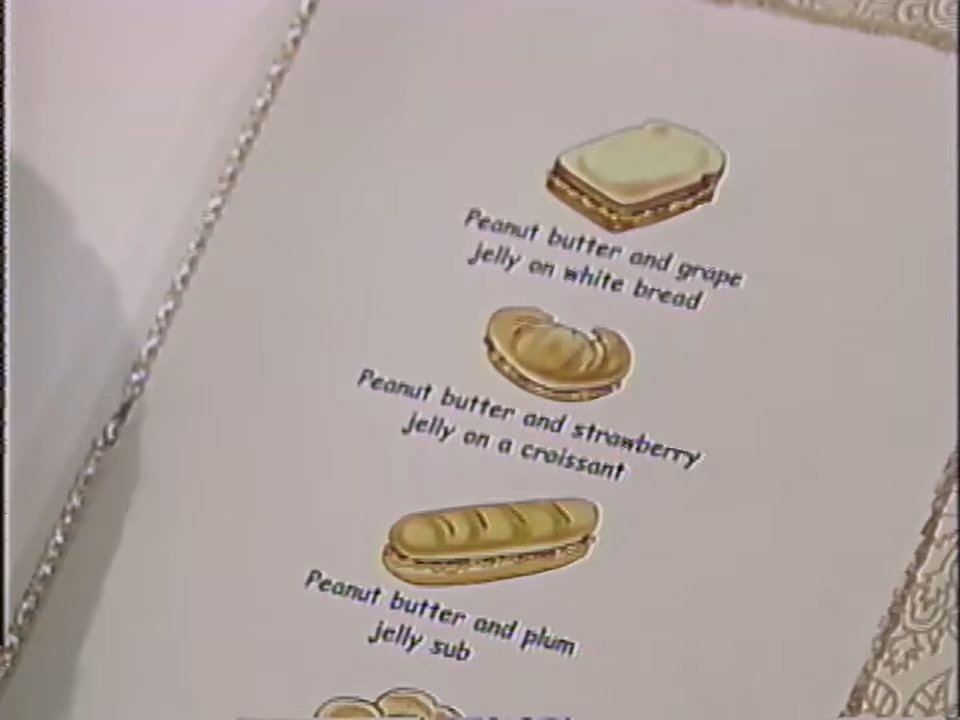 Peanut butter and grape
jelly on white bread
Peanut butter and strawberry
jelly on a croissant
Peanut butter and plum
jelly sub